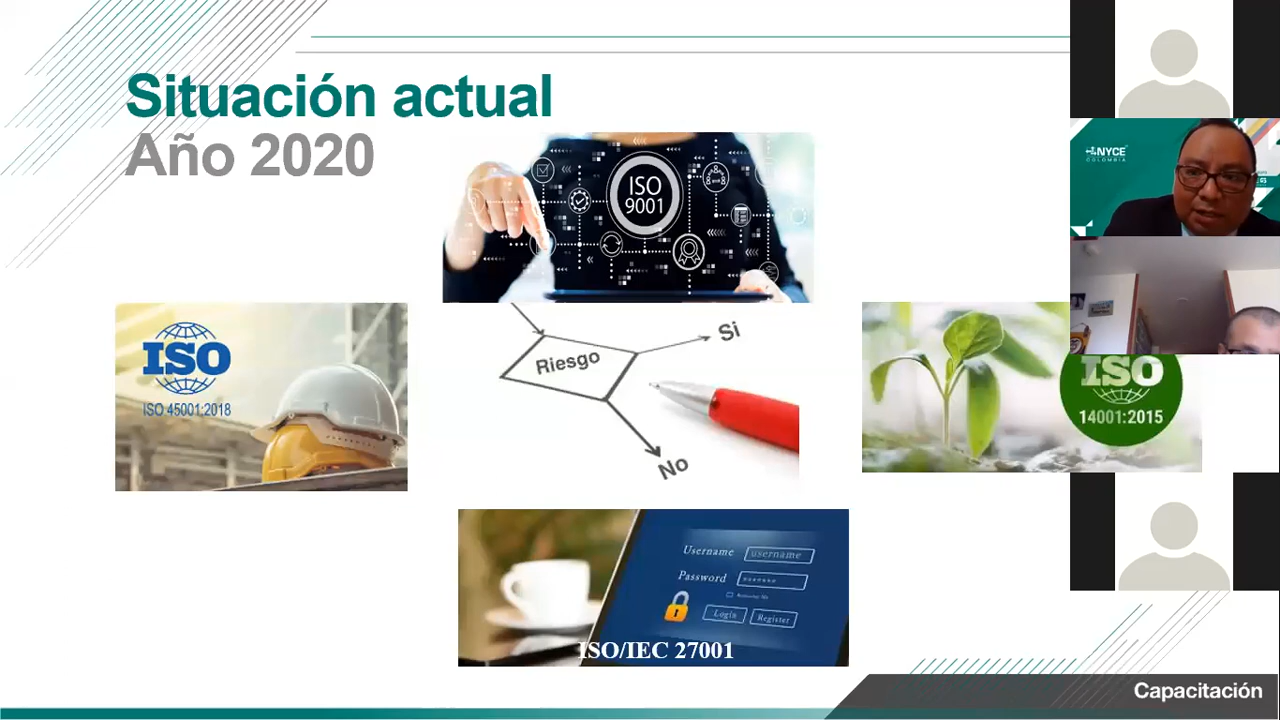 Situación actual
Año 2020
ISO
9001
NYCE
COLOMBIA
ISO
ISO 45001:2018
Riesgo
Si
No
ISO
14001:2015
Username
username
Password
Login
Register
ISO/IEC 27001
Capacitación